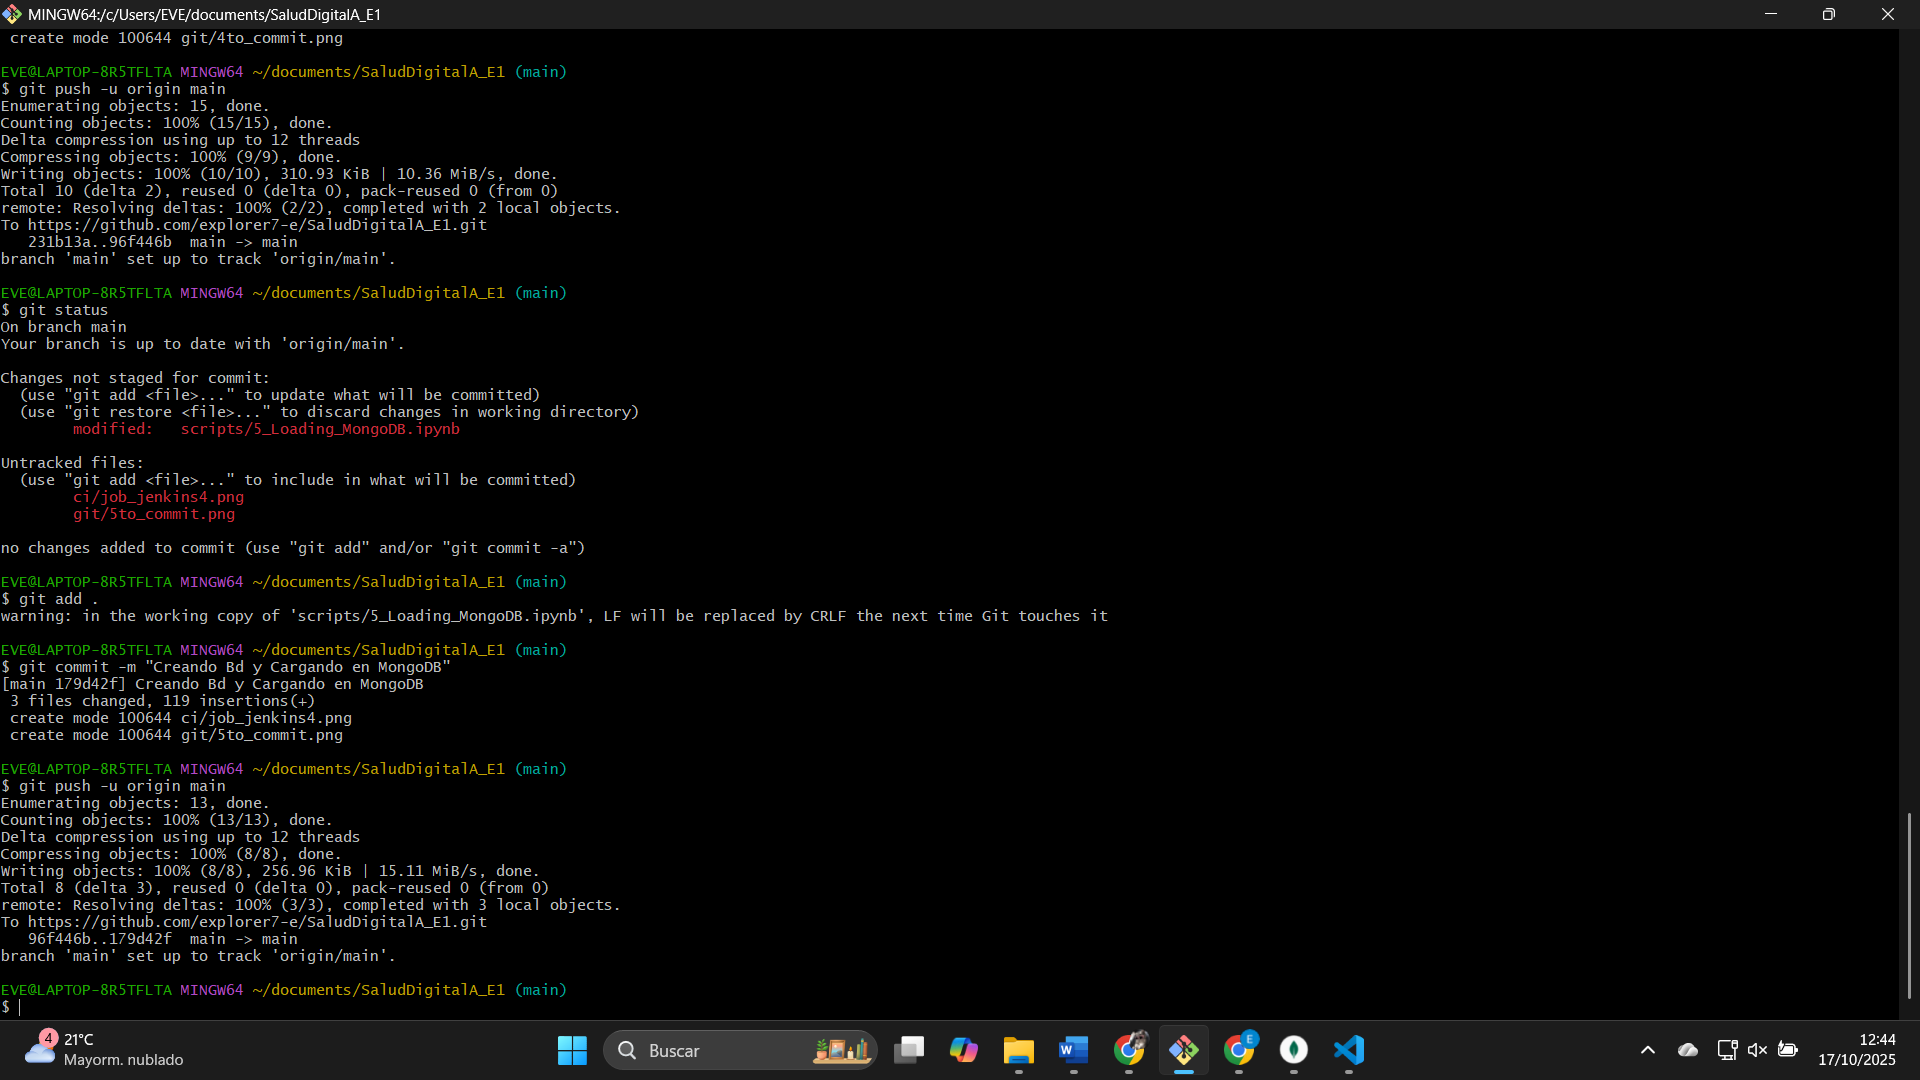 MINGW64:/c/Users/EVE/documents/SaludDigitalA_E1
 create mode 100644 git/4to_commit.png
EVE@LAPTOP-8R5TFLTA MINGW64 ~/documents/SaludDigitalA_E1 (main)
$ git push -u origin main
Enumerating objects: 15, done.
Counting objects: 100% (15/15), done.
Delta compression using up to 12 threads
Compressing objects: 100% (9/9), done.
Writing objects: 100% (10/10), 310.93 KiB | 10.36 MiB/s, done.
Total 10 (delta 2), reused 0 (delta 0), pack-reused 0 (from 0)
remote: Resolving deltas: 100% (2/2), completed with 2 local objects.
To https://github.com/explorer7-e/SaludDigitalA_E1.git
   231b13a..96f446b  main -> main
branch 'main' set up to track 'origin/main'.
EVE@LAPTOP-8R5TFLTA MINGW64 ~/documents/SaludDigitalA_E1 (main)
$ git status
On branch main
Your branch is up to date with 'origin/main'.
Changes not staged for commit:
  (use "git add <file>..." to update what will be committed)
  (use "git restore <file>..." to discard changes in working directory)
        modified:   scripts/5_Loading_MongoDB.ipynb
Untracked files:
  (use "git add <file>..." to include in what will be committed)
        ci/job_jenkins4.png
        git/5to_commit.png
no changes added to commit (use "git add" and/or "git commit -a")
EVE@LAPTOP-8R5TFLTA MINGW64 ~/documents/SaludDigitalA_E1 (main)
$ git add .
warning: in the working copy of 'scripts/5_Loading_MongoDB.ipynb', LF will be replaced by CRLF the next time Git touches it
EVE@LAPTOP-8R5TFLTA MINGW64 ~/documents/SaludDigitalA_E1 (main)
$ git commit -m "Creando Bd y Cargando en MongoDB"
[main 179d42f] Creando Bd y Cargando en MongoDB
 3 files changed, 119 insertions(+)
 create mode 100644 ci/job_jenkins4.png
 create mode 100644 git/5to_commit.png
EVE@LAPTOP-8R5TFLTA MINGW64 ~/documents/SaludDigitalA_E1 (main)
$ git push -u origin main
Enumerating objects: 13, done.
Counting objects: 100% (13/13), done.
Delta compression using up to 12 threads
Compressing objects: 100% (8/8), done.
Writing objects: 100% (8/8), 256.96 KiB | 15.11 MiB/s, done.
Total 8 (delta 3), reused 0 (delta 0), pack-reused 0 (from 0)
remote: Resolving deltas: 100% (3/3), completed with 3 local objects.
To https://github.com/explorer7-e/SaludDigitalA_E1.git
   96f446b..179d42f  main -> main
branch 'main' set up to track 'origin/main'.
EVE@LAPTOP-8R5TFLTA MINGW64 ~/documents/SaludDigitalA_E1 (main)
$
4
21°C
Mayorm. nublado
Buscar
W
E
12:44
17/10/2025